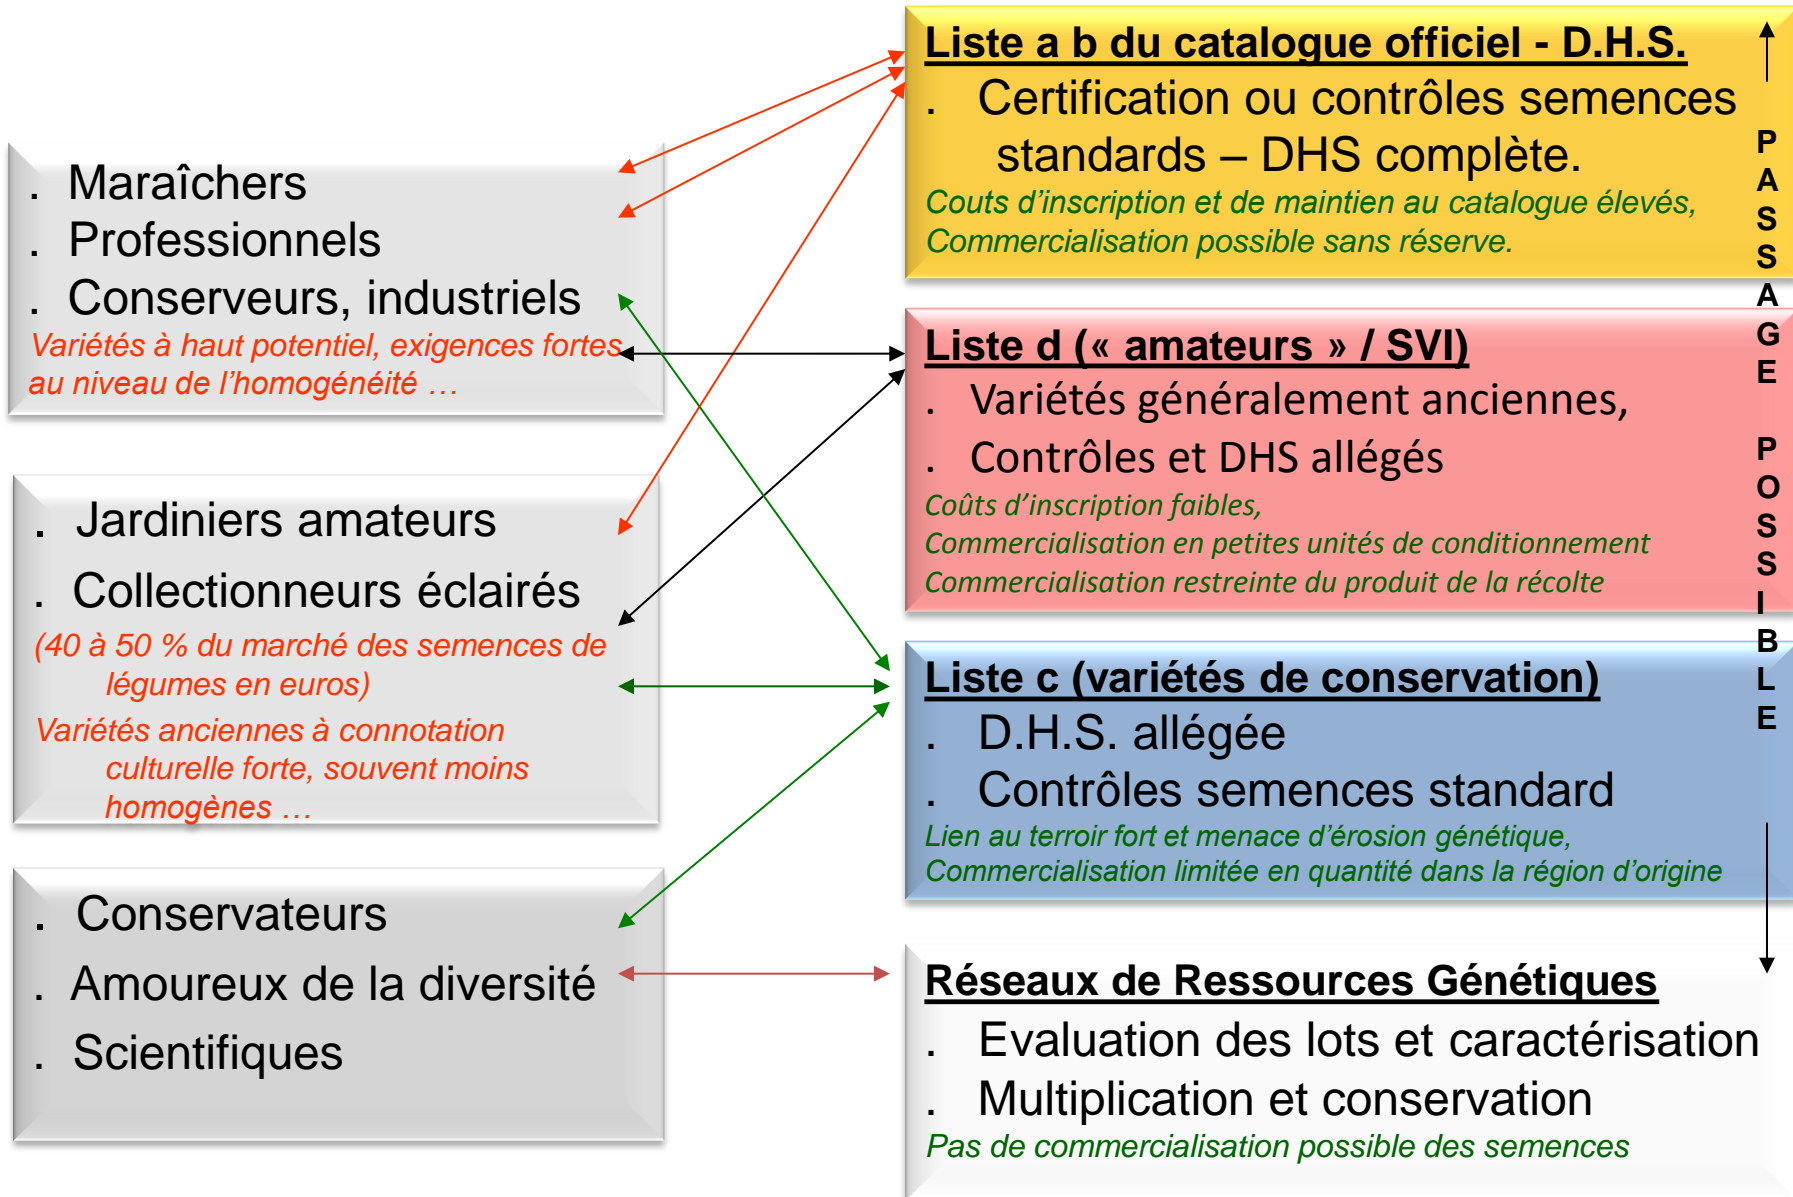 . Maraîchers
. Professionnels
. Conserveurs, industriels
Variétés à haut potentiel, exigences fortes
au niveau de l’homogénéité …
. Jardiniers amateurs
. Collectionneurs éclairés
(40 à 50 % du marché des semences de
légumes en euros)
Variétés anciennes à connotation
culturelle forte, souvent moins
homogènes …
. Conservateurs
. Amoureux de la diversité
. Scientifiques
Liste a b du catalogue officiel - D.H.S.
. Certification ou contrôles semences
standards – DHS complète.
Couts d’inscription et de maintien au catalogue élevés,
Commercialisation possible sans réserve.
Liste d (« amateurs » / SVI)
. Variétés généralement anciennes,
. Contrôles et DHS allégés
Coûts d’inscription faibles,
Commercialisation en petites unités de conditionnement
Commercialisation restreinte du produit de la récolte
Liste c (variétés de conservation)
. D.H.S. allégée
. Contrôles semences standard
Lien au terroir fort et menace d’érosion génétique,
Commercialisation limitée en quantité dans la région d’origine
Réseaux de Ressources Génétiques
. Evaluation des lots et caractérisation
. Multiplication et conservation
Pas de commercialisation possible des semences
PASSAGE POSSIBLE